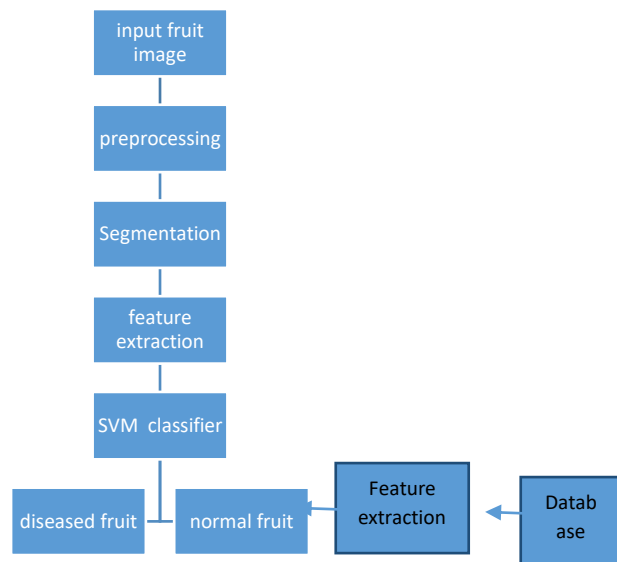 input fruit
image
preprocessing
Segmentation
feature
extraction
SVM classifier
diseased fruit
normal fruit
Feature
extraction
Datab
ase